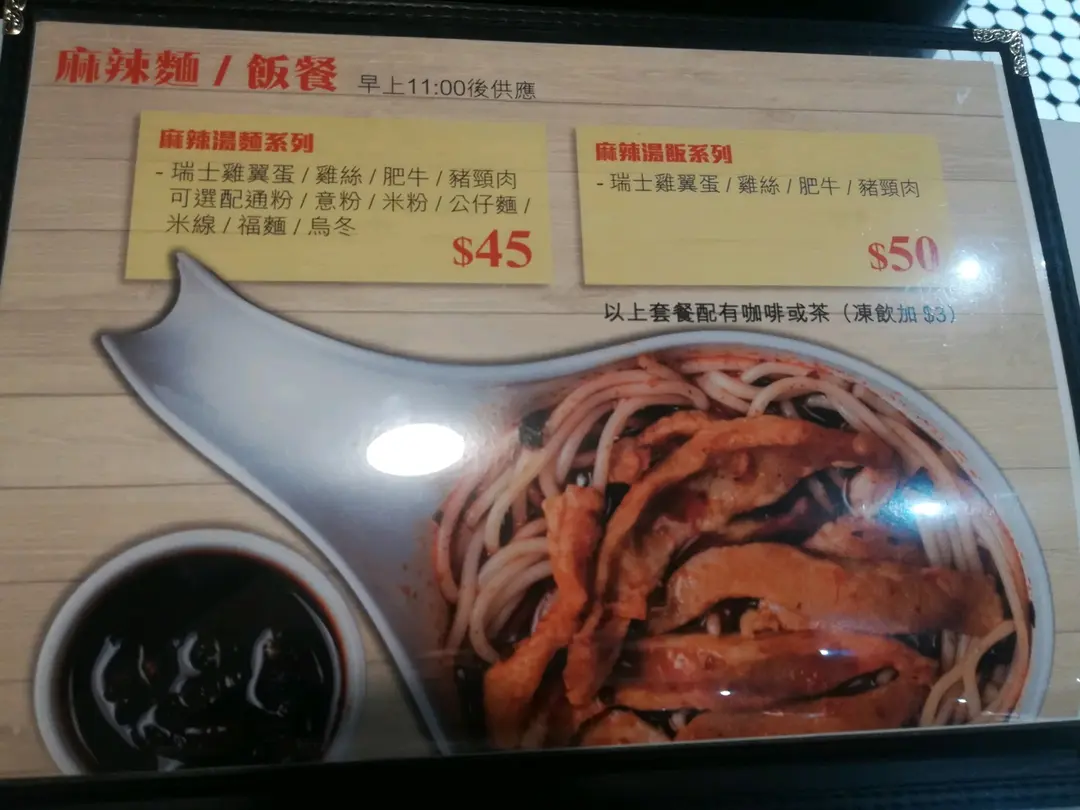 麻辣麵 / 飯餐 早上11:00後供應
麻辣湯麵系列
- 瑞士雞翼蛋 / 雞絲 / 肥牛 / 豬頸肉
可選配通粉 / 意粉 / 米粉 / 公仔麵 /
米線 / 福麵 / 烏冬
$45
麻辣湯飯系列
- 瑞士雞翼蛋 / 雞絲 / 肥牛 / 豬頸肉
$50
以上套餐配有咖啡或茶（凍飲加 $3）